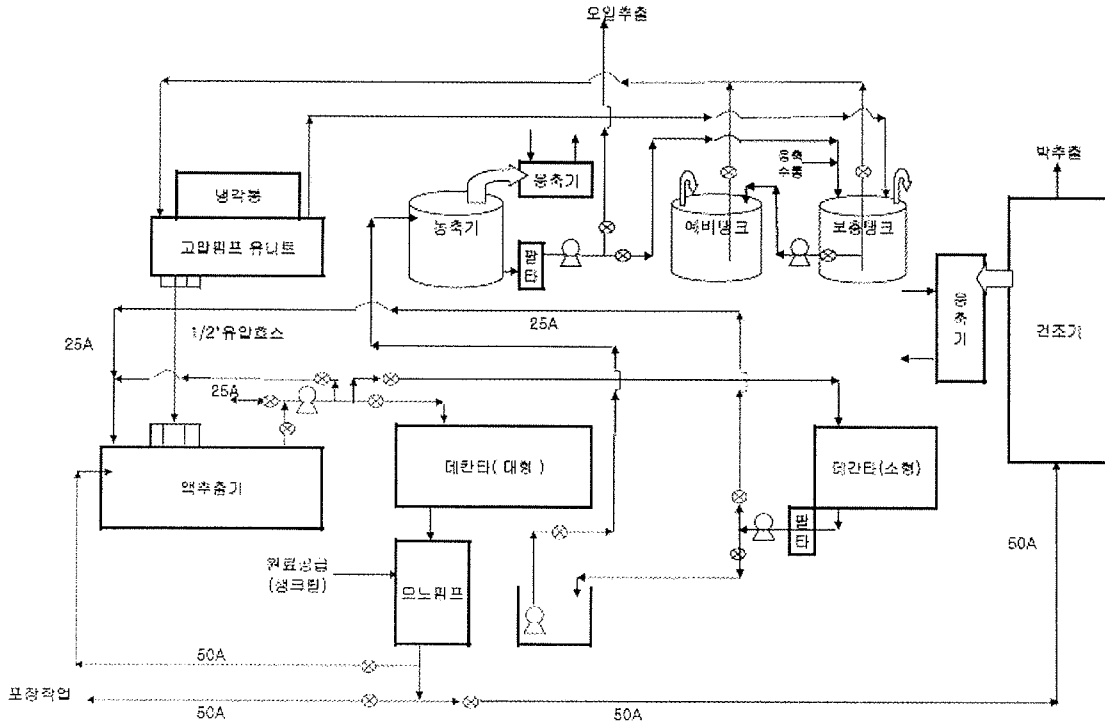 오일추출
냉각봉
고압펌프 유니트
응축기
농축기
필타
응축
수통
예비탱크
보충탱크
박추출
응축기
건조기
1/2"유압호스
25A
25A
25A
데칸타( 대형 )
데칸타(소형)
액추출기
필타
원료공급
(생크릴)
모노펌프
50A
50A
포장작업
50A
50A